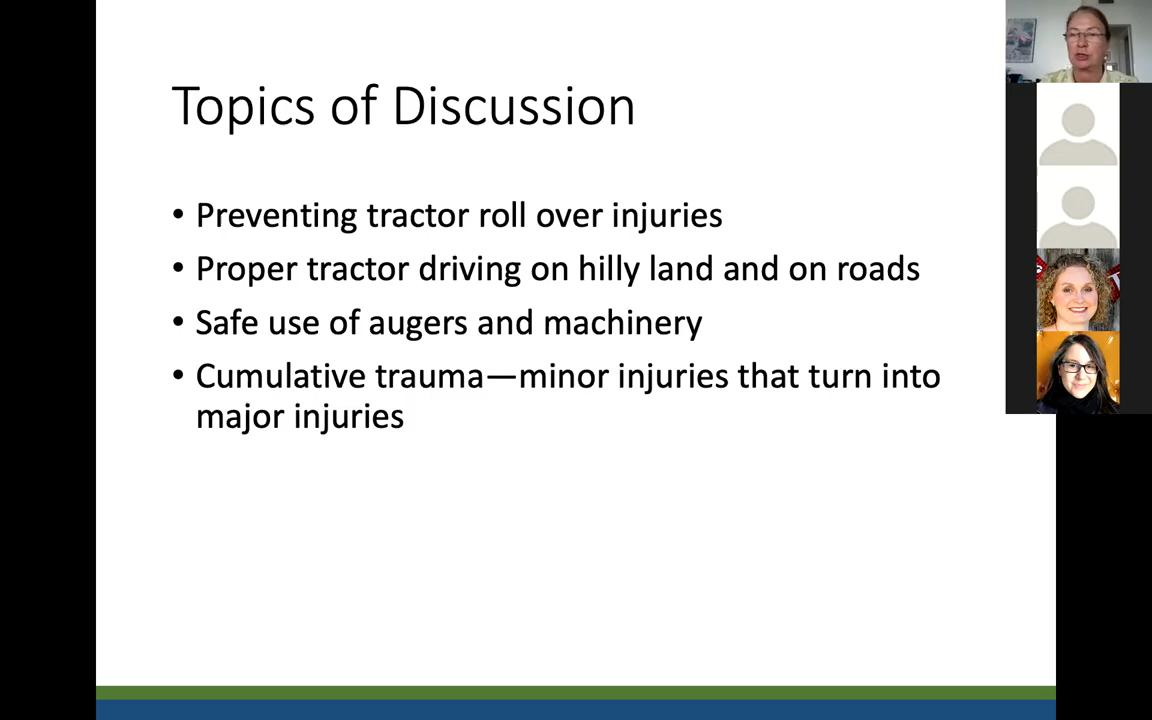 Topics of Discussion
• Preventing tractor roll over injuries
• Proper tractor driving on hilly land and on roads
• Safe use of augers and machinery
• Cumulative trauma—minor injuries that turn into
major injuries